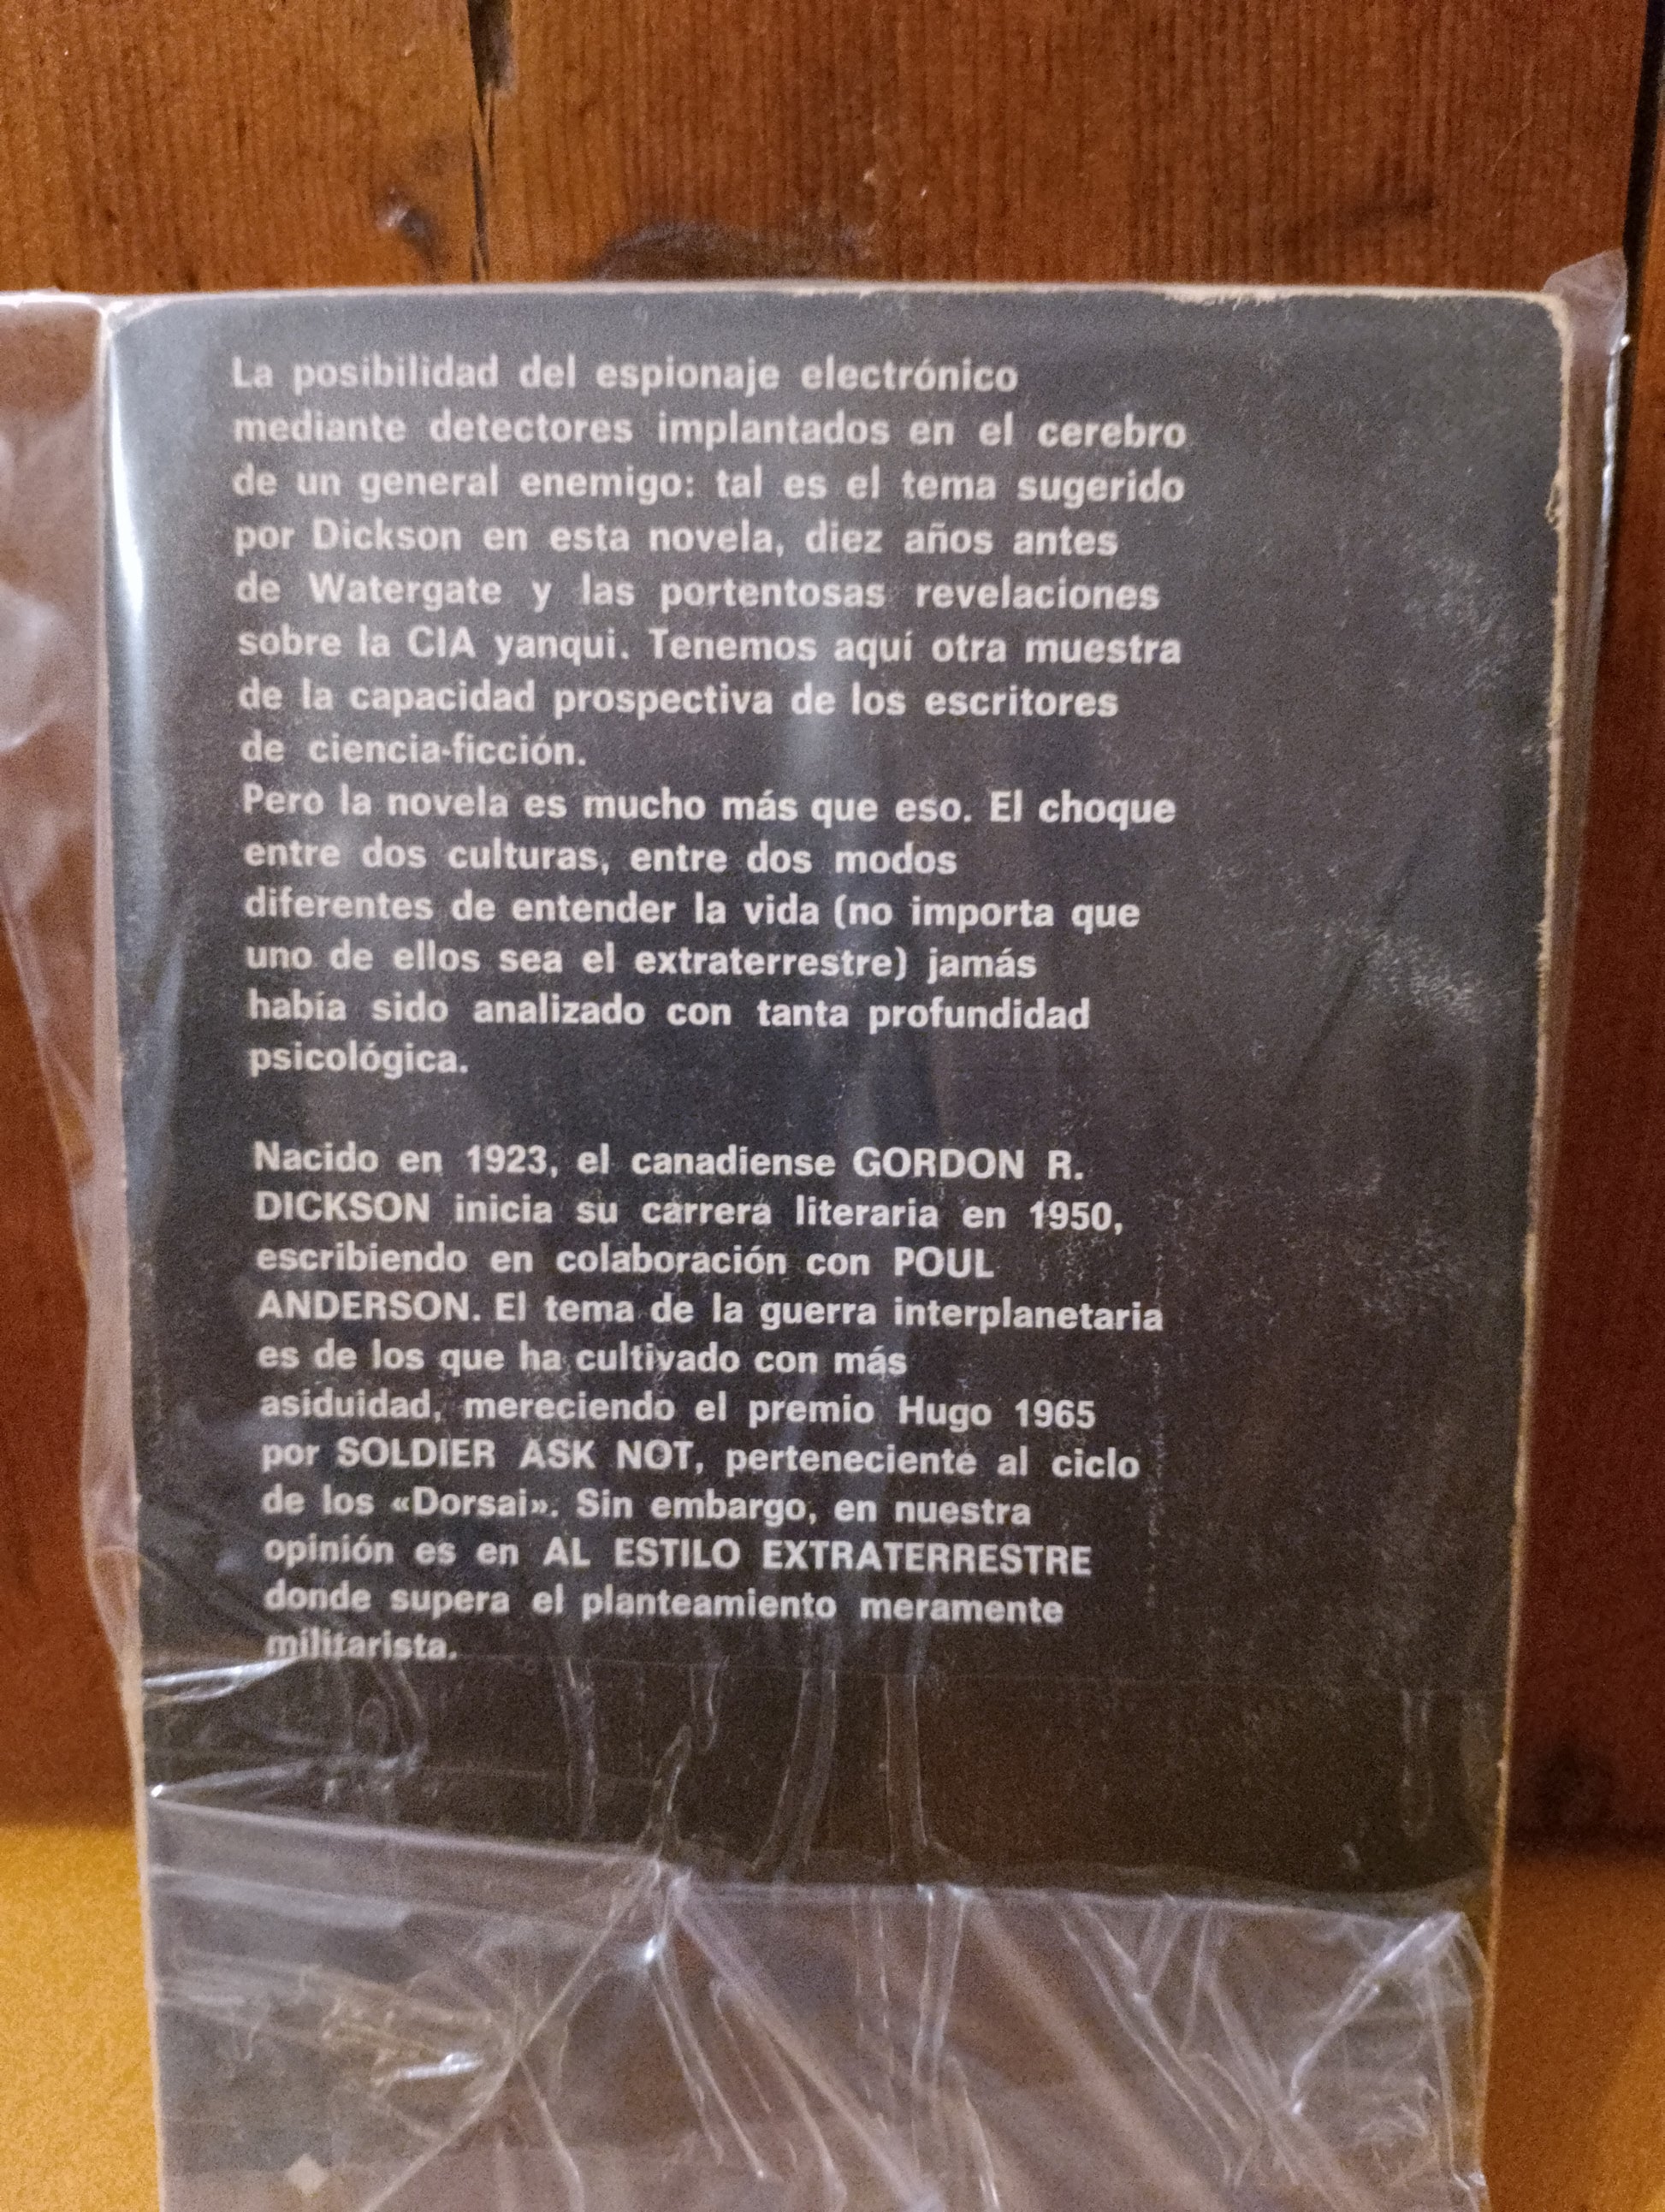 La posibilidad del espionaje electrónico
mediante detectores implantados en el cerebro
de un general enemigo: tal es el tema sugerido
por Dickson en esta novela, diez años antes
de Watergate y las portentosas revelaciones
sobre la CIA yanqui. Tenemos aquí otra muestra
de la capacidad prospectiva de los escritores
de ciencia-ficción.
Pero la novela es mucho más que eso. El choque
entre dos culturas, entre dos modos
diferentes de entender la vida (no importa que
uno de ellos sea el extraterrestre) jamás
había sido analizado con tanta profundidad
psicológica.
Nacido en 1923, el canadiense GORDON R.
DICKSON inicia su carrera literaria en 1950,
escribiendo en colaboración con POUL
ANDERSON. El tema de la guerra interplanetaria
es de los que ha cultivado con más
asiduidad, mereciendo el premio Hugo 1965
por SOLDIER ASK NOT, perteneciente al ciclo
de los «Dorsai». Sin embargo, en nuestra
opinión es en AL ESTILO EXTRATERRESTRE
donde supera el planteamiento meramente
militarista.